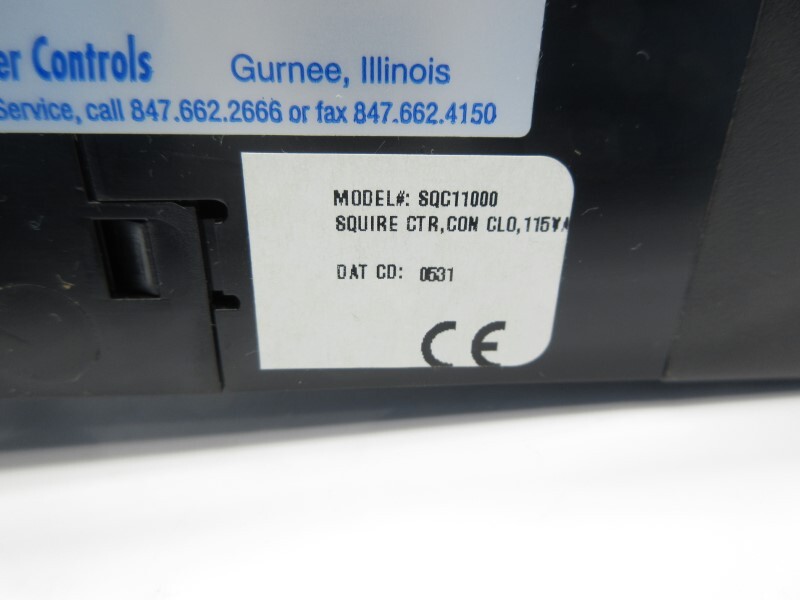 er Controls Gurnee, Illinois
Service, call 847.662.2666 or fax 847.662.4150
MODEL#: SQC11000
SQUIRE CTR,CON CLO,115VA
DAT CD: 0531
CE